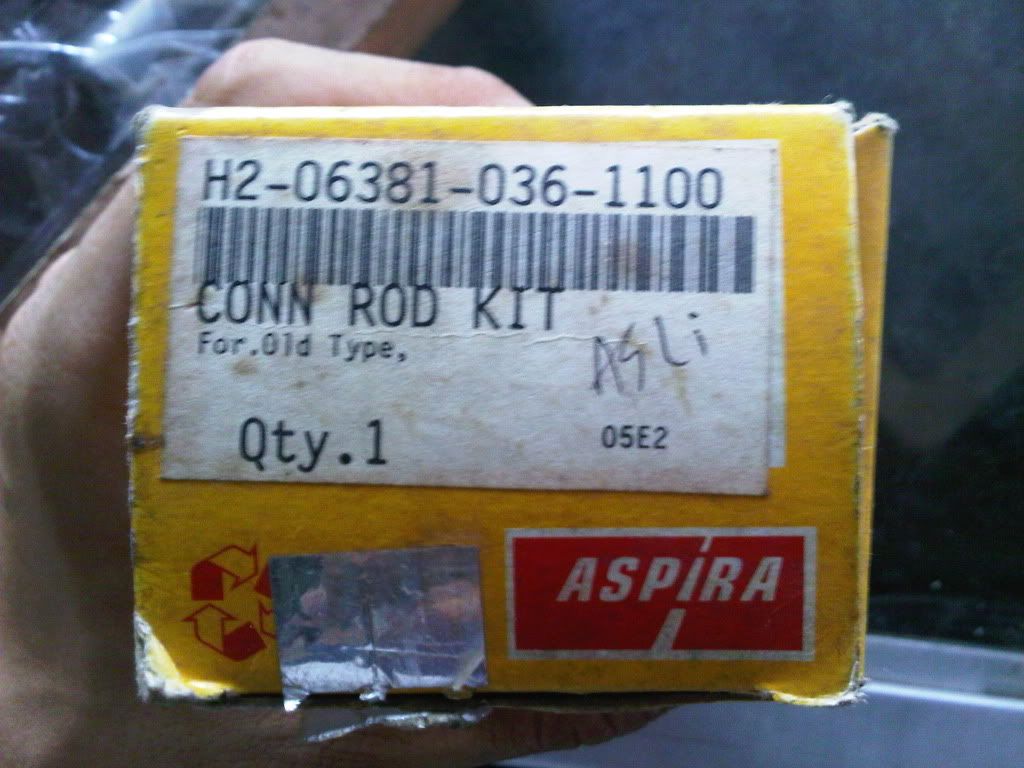 H2-06381-036-1100
CONN ROD KIT
For.Old Type,
ASLi
Qty.1
05E2
ASPIRA